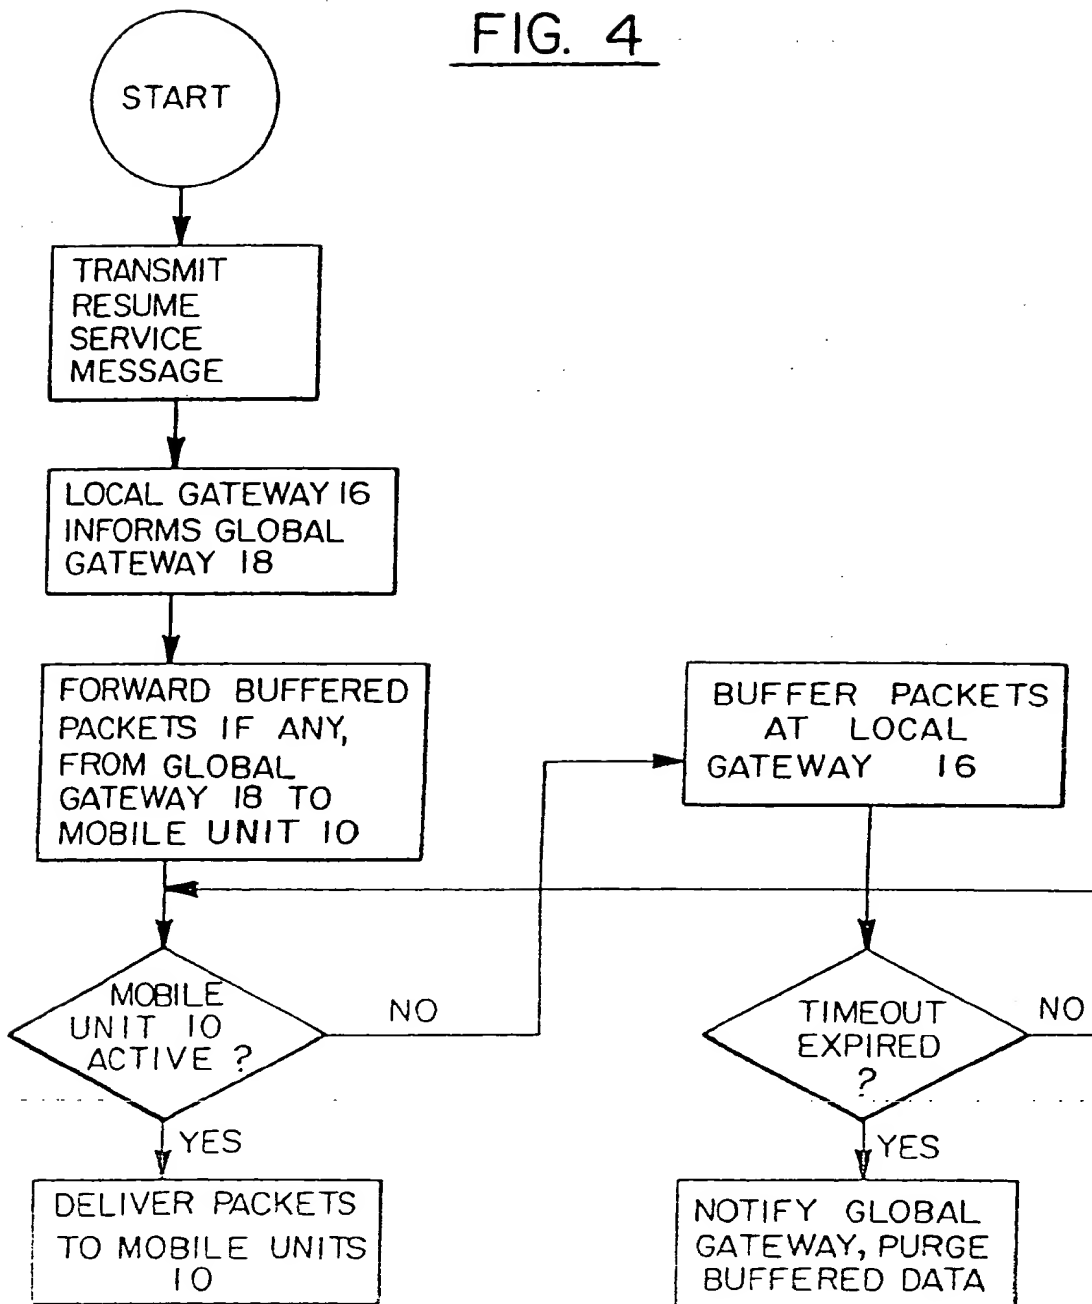 FIG. 4
START
TRANSMIT
RESUME
SERVICE
MESSAGE
LOCAL GATEWAY 16
INFORMS GLOBAL
GATEWAY 18
FORWARD BUFFERED
PACKETS IF ANY,
FROM GLOBAL
GATEWAY 18 TO
MOBILE UNIT 10
BUFFER PACKETS
AT LOCAL
GATEWAY 16
MOBILE
UNIT 10
ACTIVE ?
NO
TIMEOUT
EXPIRED
?
NO
YES
YES
DELIVER PACKETS
TO MOBILE UNITS
10
NOTIFY GLOBAL
GATEWAY, PURGE
BUFFERED DATA